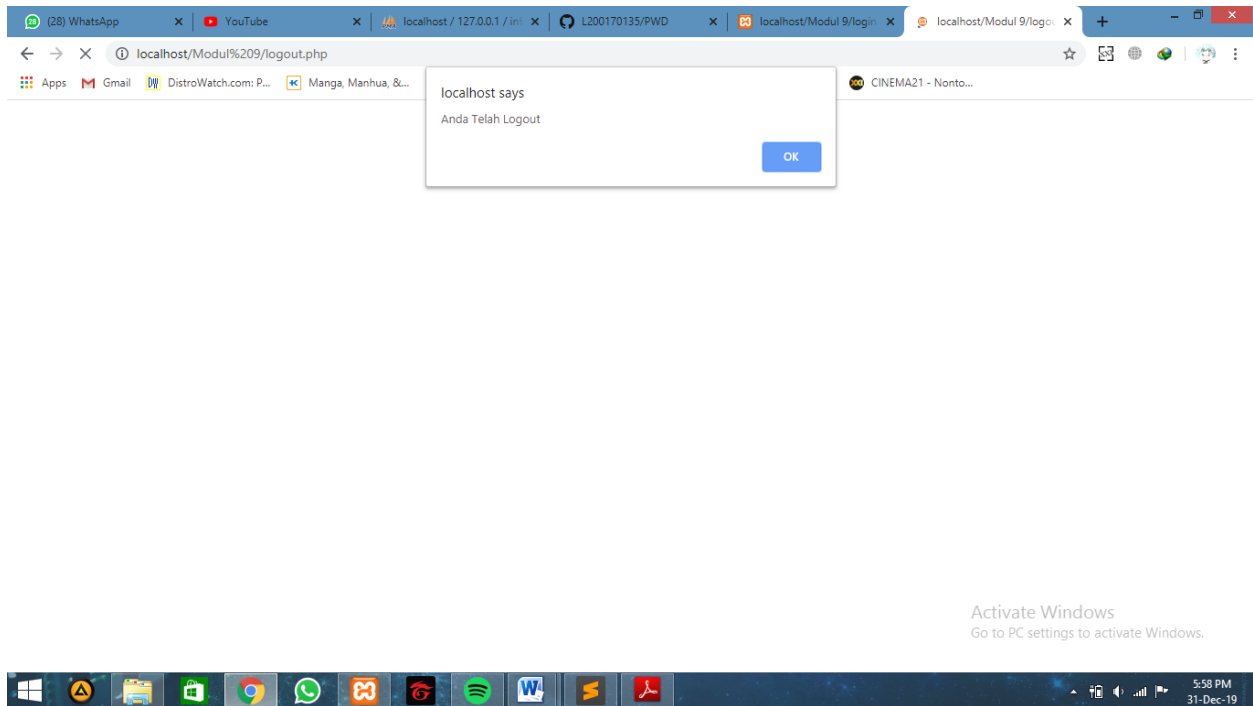 (28) WhatsApp
YouTube
localhost / 127.0.0.1 / in
L200170135/PWD
localhost/Modul 9/login
localhost/Modul 9/logou
localhost/Modul%209/logout.php
Apps
Gmail
DistroWatch.com: P...
Manga, Manhua, &...
CINEMA21 - Nonto...
localhost says
Anda Telah Logout
OK
Activate Windows
Go to PC settings to activate Windows.
5:58 PM
31-Dec-19